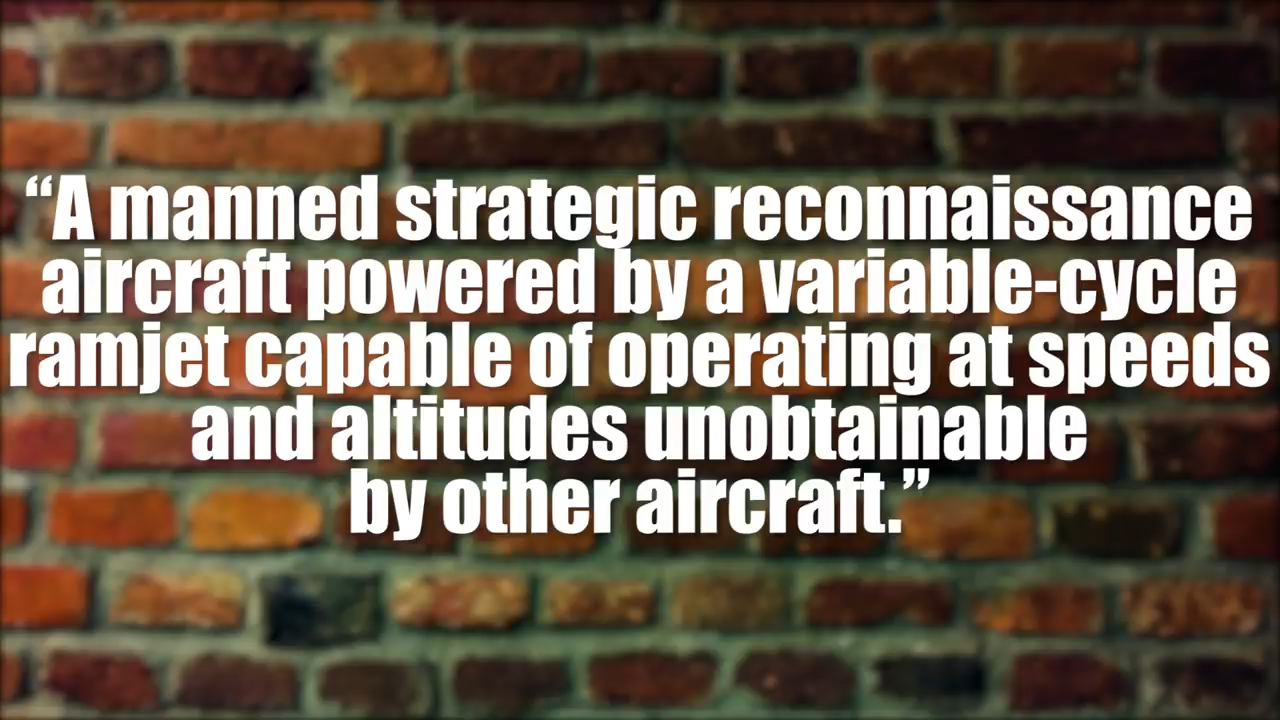 “A manned strategic reconnaissance
aircraft powered by a variable-cycle
ramjet capable of operating at speeds
and altitudes unobtainable
by other aircraft.”